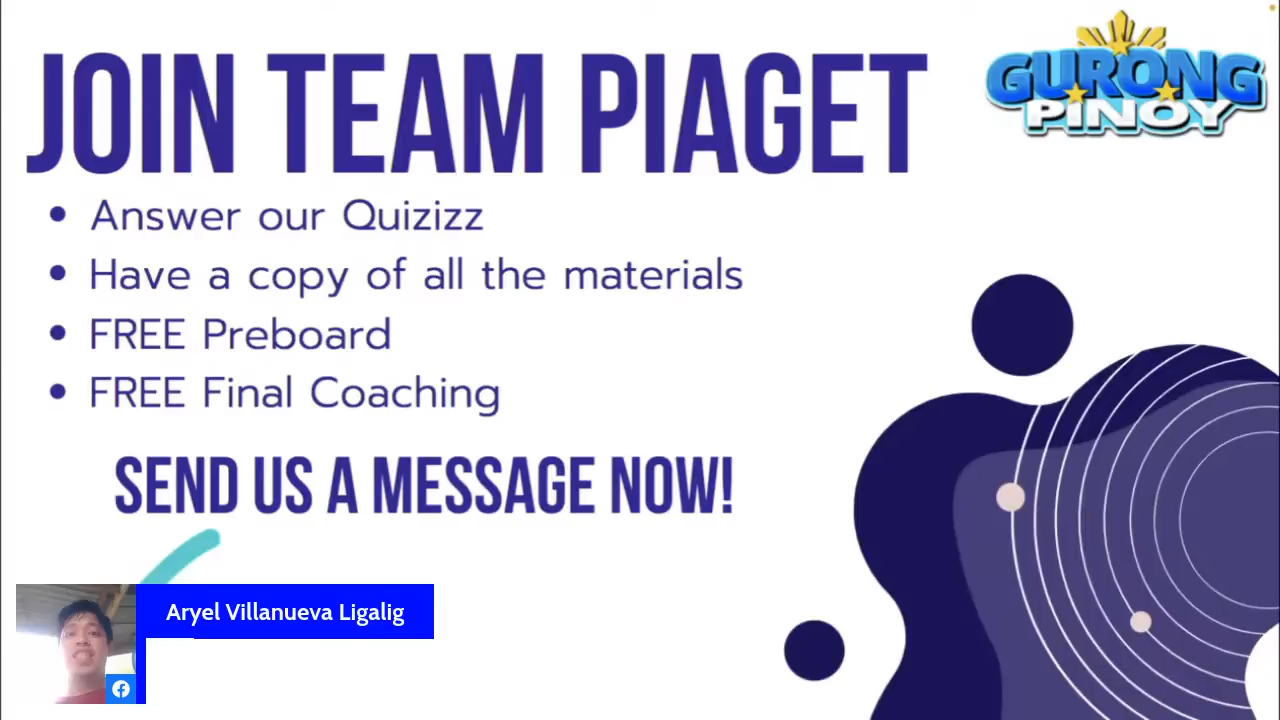 JOIN TEAM PIAGET
GURONG
PINOY
Answer our Quizizz
Have a copy of all the materials
FREE Preboard
FREE Final Coaching
SEND US A MESSAGE NOW!
Aryel Villanueva Ligalig